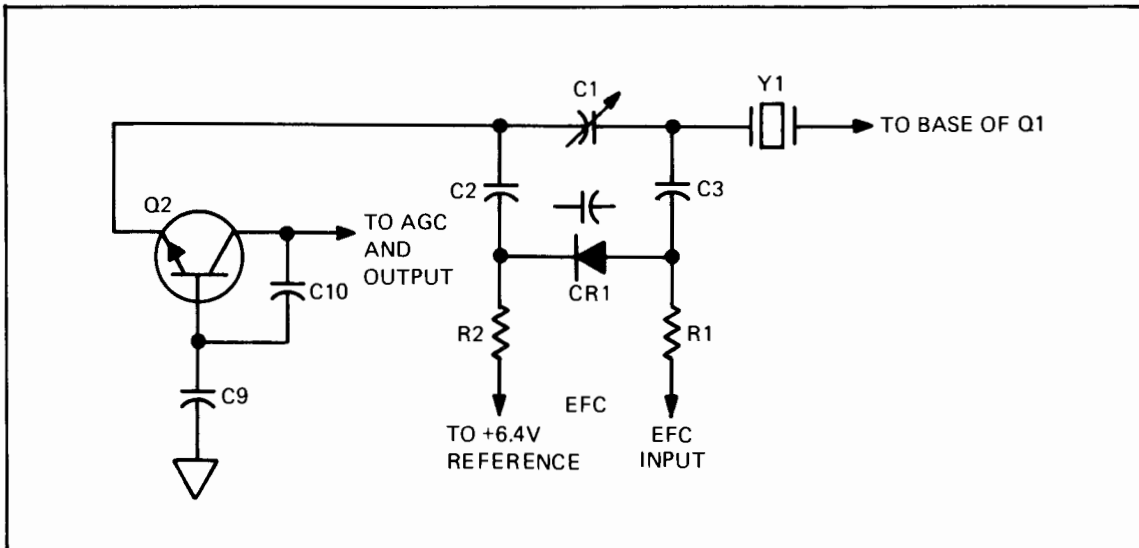 Y1
C1
TO BASE OF Q1
C2
C3
Q2
TO AGC
AND
OUTPUT
C10
CR1
R2
R1
C9
EFC
TO +6.4V
REFERENCE
EFC
INPUT